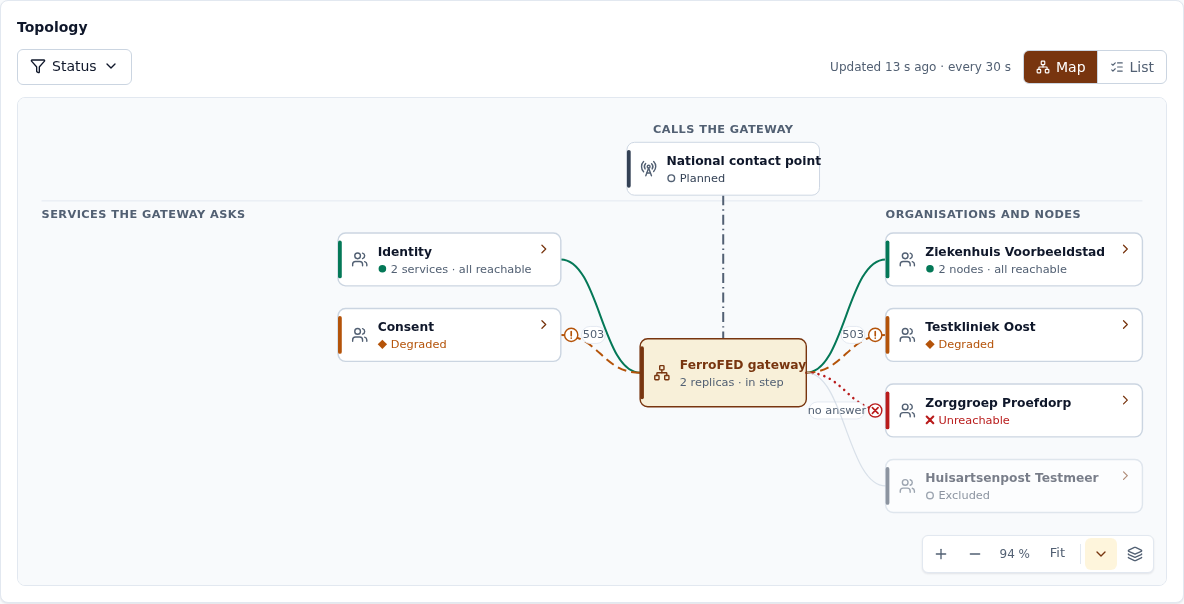 Topology
Status
Updated 13 s ago · every 30 s
Map
List
CALLS THE GATEWAY
National contact point
Planned
SERVICES THE GATEWAY ASKS
ORGANISATIONS AND NODES
Identity
2 services · all reachable
Ziekenhuis Voorbeeldstad
2 nodes · all reachable
Consent
Degraded
503
503
Testkliniek Oost
Degraded
FerroFED gateway
2 replicas · in step
Zorggroep Proefdorp
Unreachable
no answer
Huisartsenpost Testmeer
Excluded
94 %
Fit